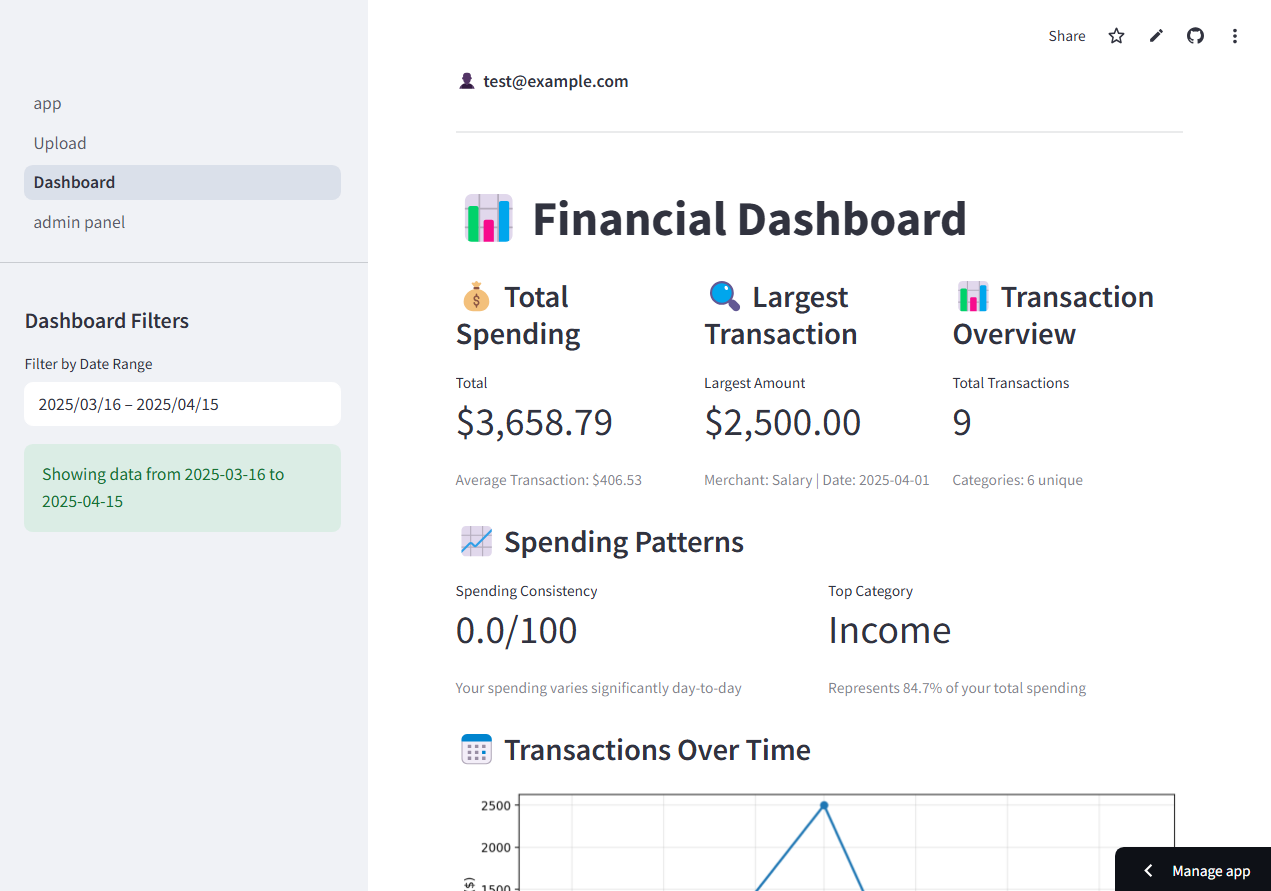 Share
test@example.com
app
Upload
Dashboard
admin panel
Dashboard Filters
Filter by Date Range
2025/03/16 – 2025/04/15
Showing data from 2025-03-16 to
2025-04-15
Financial Dashboard
Total
Spending
Total
$3,658.79
Average Transaction: $406.53
Largest
Transaction
Largest Amount
$2,500.00
Merchant: Salary | Date: 2025-04-01
Transaction
Overview
Total Transactions
9
Categories: 6 unique
Spending Patterns
Spending Consistency
0.0/100
Your spending varies significantly day-to-day
Top Category
Income
Represents 84.7% of your total spending
Transactions Over Time
2500
2000
1500
($)
Manage app